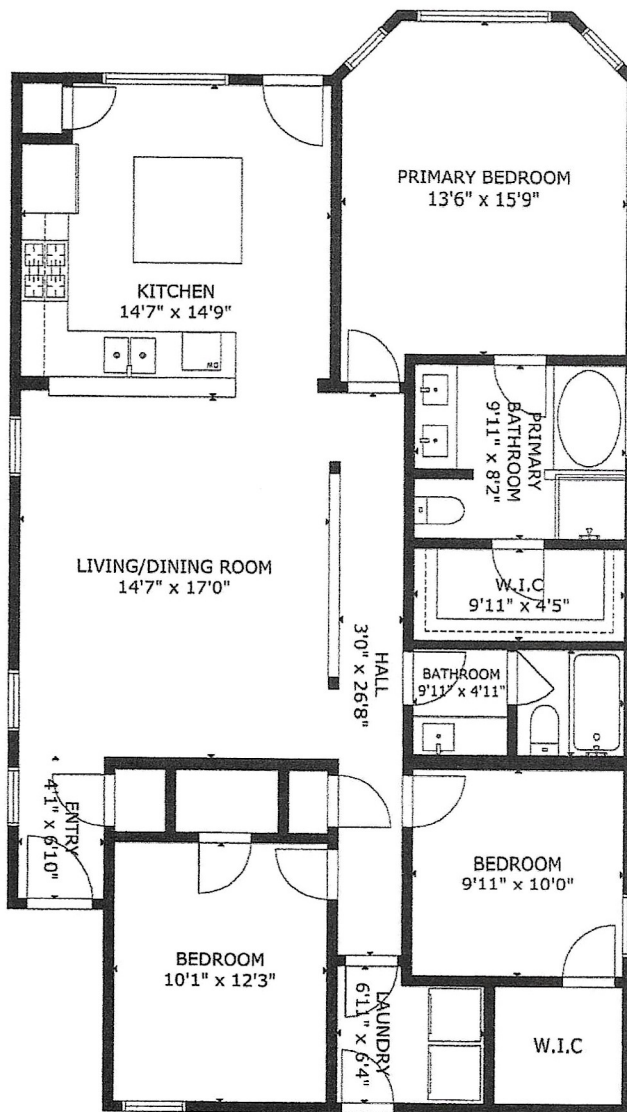 PRIMARY BEDROOM
13'6" x 15'9"
KITCHEN
14'7" x 14'9"
DW
PRIMARY
BATHROOM
9'11" x 8'2"
LIVING/DINING ROOM
14'7" x 17'0"
W.I.C
9'11" x 4'5"
HALL
3'0" x 26'8"
BATHROOM
9'11" x 4'11"
ENTRY
4'1" x 6'10"
BEDROOM
9'11" x 10'0"
BEDROOM
10'1" x 12'3"
LAUNDRY
6'11" x 6'4"
W.I.C